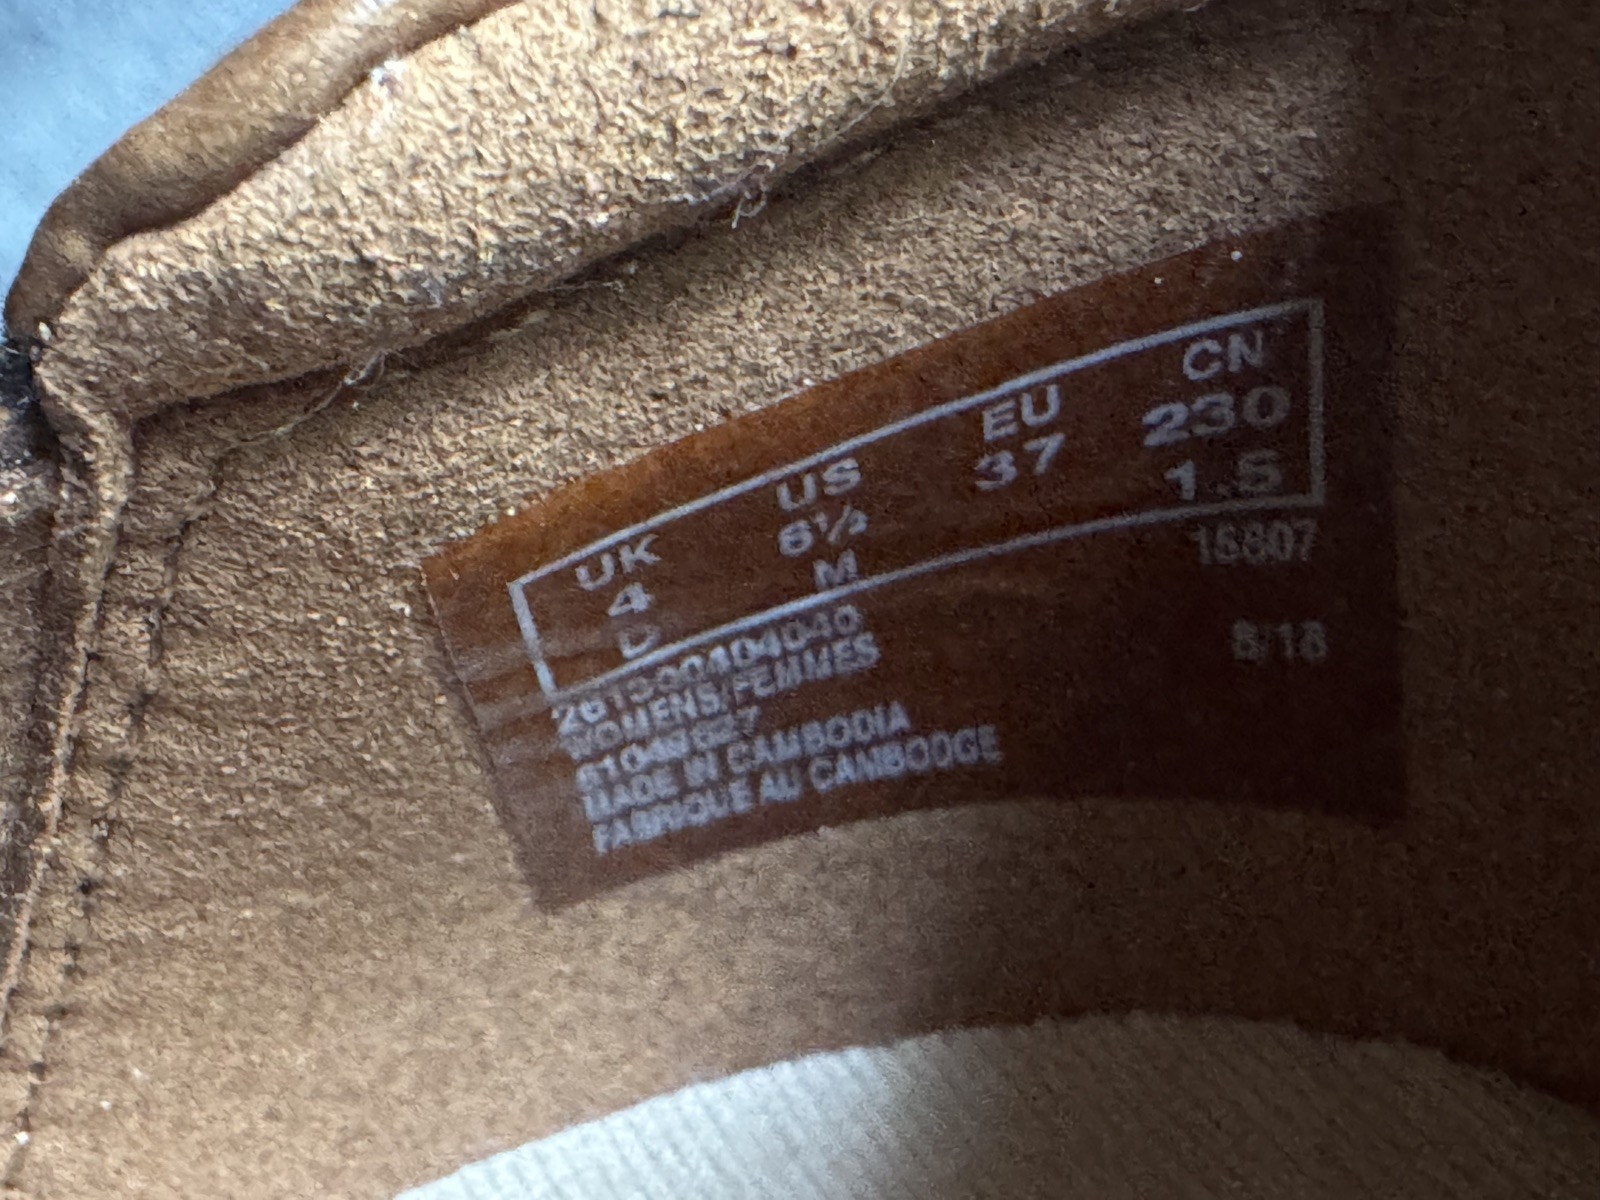 UK US EU CN
4 6½ 37 230
D M 1.5
WOMENS/FEMMES
MADE IN CAMBODIA
FABRIQUE AU CAMBODGE
8/18